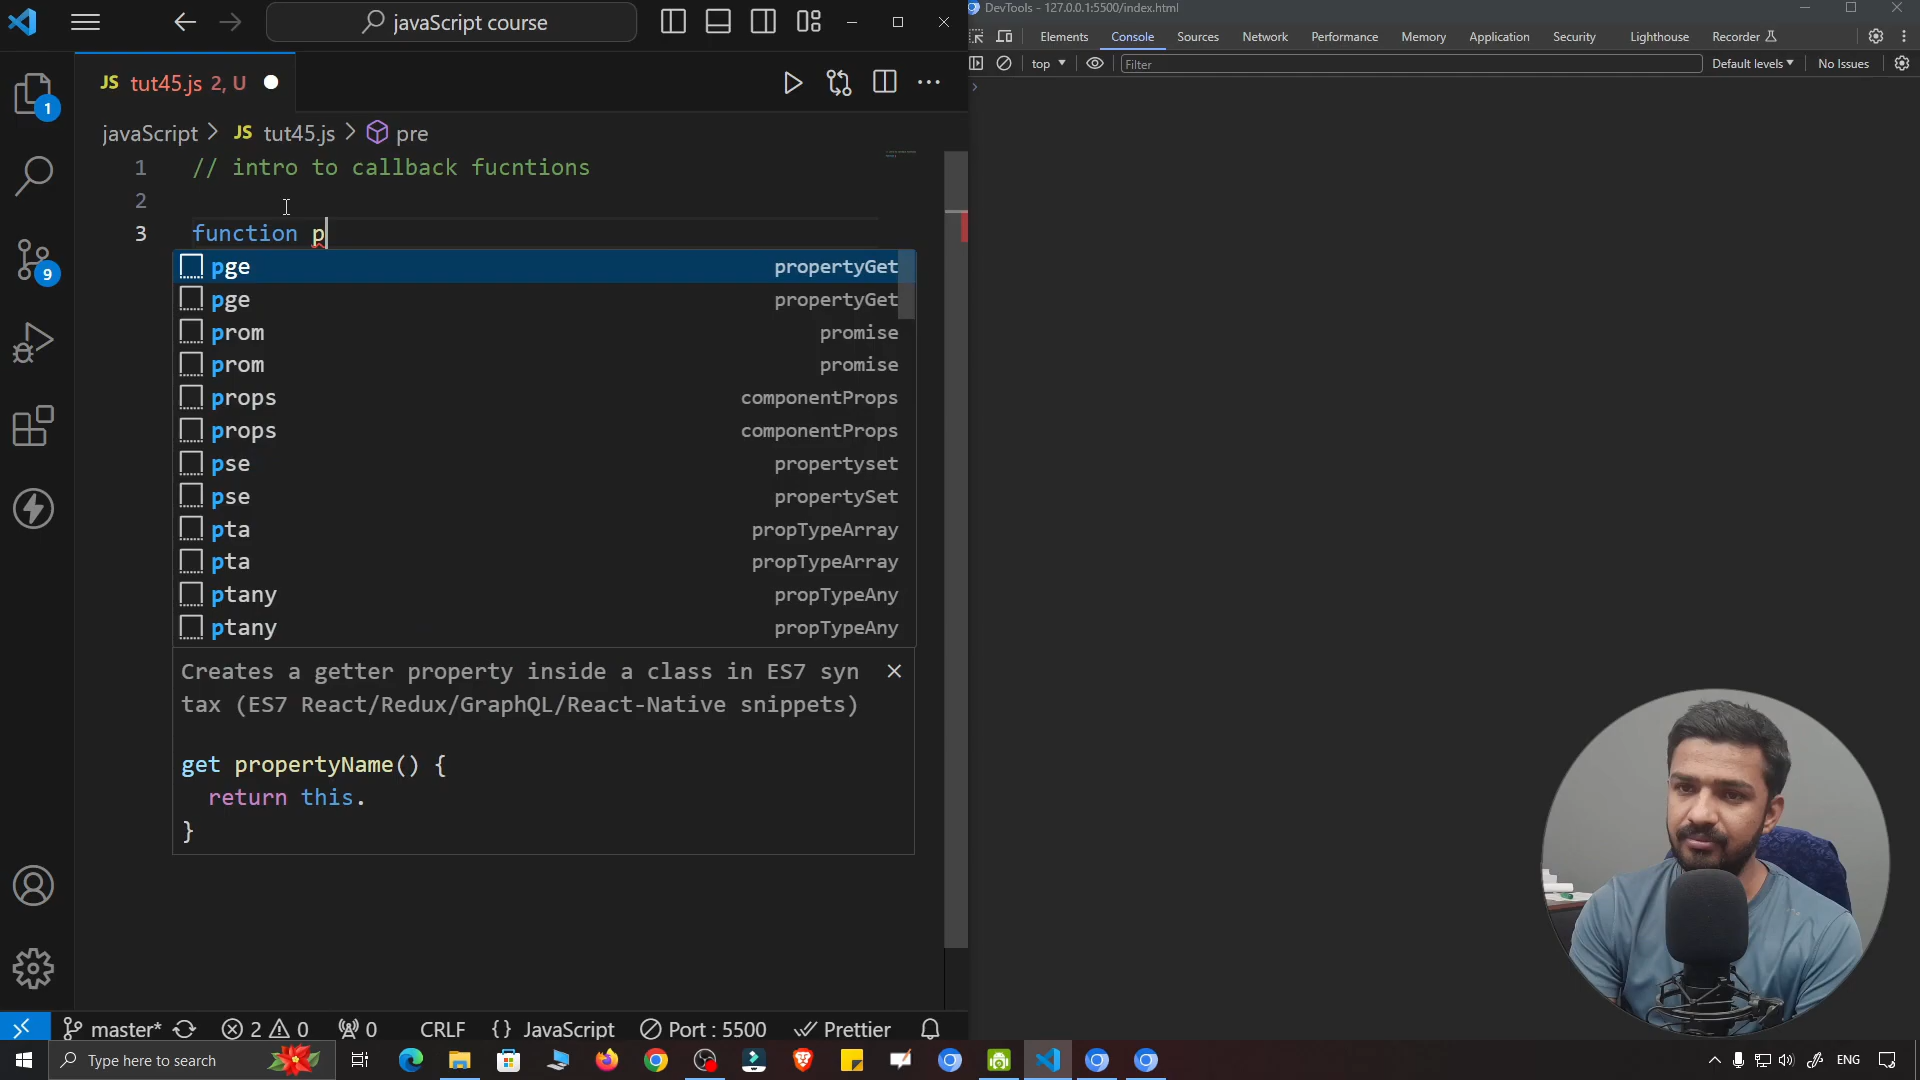 javaScript course
JS tut45.js 2, U
javaScript > JS tut45.js > pre
1 // intro to callback fucntions
2
3 function p
pge propertyGet
pge propertyGet
prom promise
prom promise
props componentProps
props componentProps
pse propertyset
pse propertySet
pta propTypeArray
pta propTypeArray
ptany propTypeAny
ptany propTypeAny
Creates a getter property inside a class in ES7 syn
tax (ES7 React/Redux/GraphQL/React-Native snippets)
get propertyName() {
return this.
}
1
9
master* 2 0 0 CRLF {} JavaScript Port : 5500 Prettier
DevTools - 127.0.0.1:5500/index.html
Elements Console Sources Network Performance Memory Application Security Lighthouse Recorder
top Filter Default levels No Issues
Type here to search
ENG